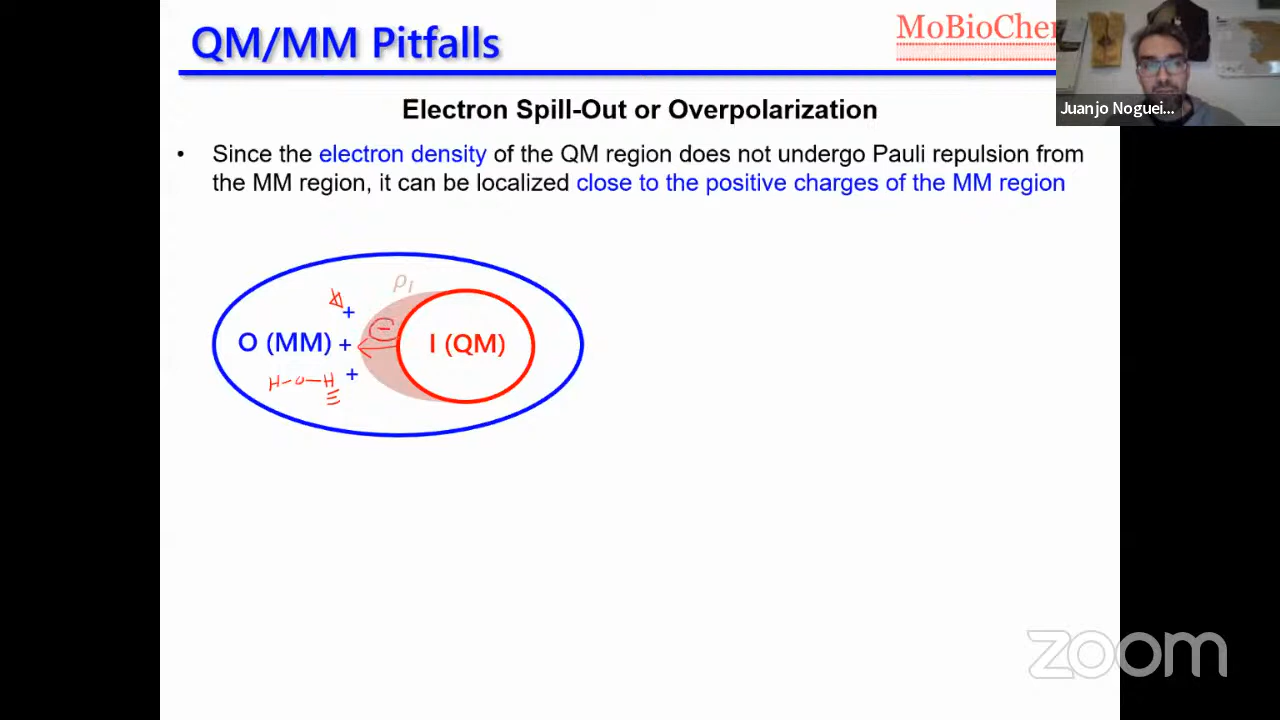 QM/MM Pitfalls
MoBioChem
Juanjo Noguei...
Electron Spill-Out or Overpolarization
• Since the electron density of the QM region does not undergo Pauli repulsion from
the MM region, it can be localized close to the positive charges of the MM region
ρI
+
−
O (MM) + I (QM)
H-O-H +
zoom